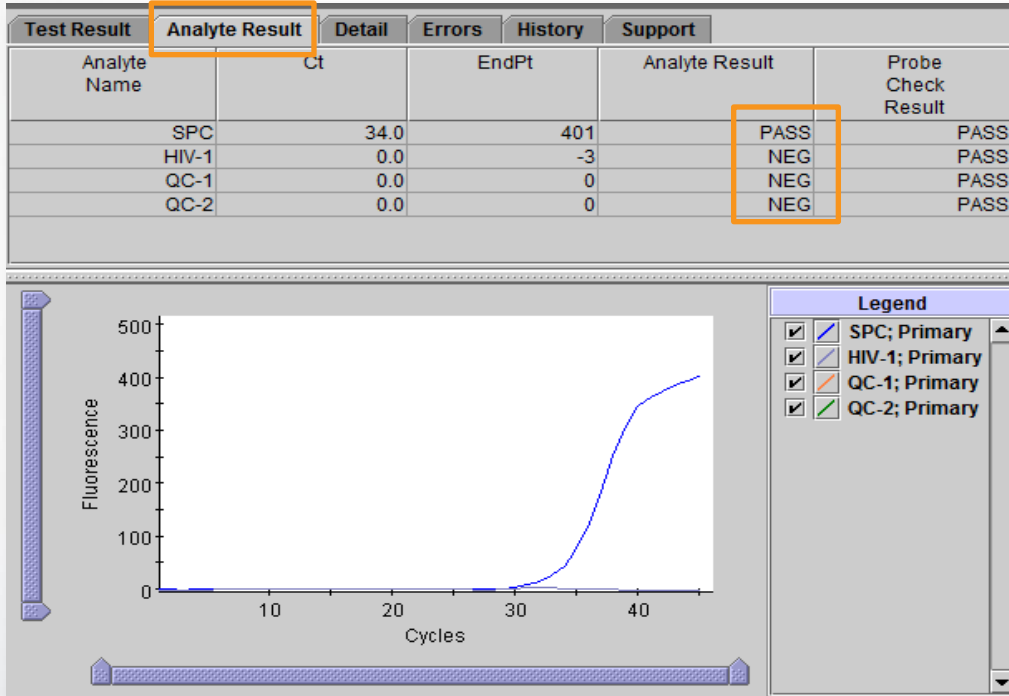 Test Result Analyte Result Detail Errors History Support
Analyte Name Ct EndPt Analyte Result Probe Check Result
SPC 34.0 401 PASS PASS
HIV-1 0.0 -3 NEG PASS
QC-1 0.0 0 NEG PASS
QC-2 0.0 0 NEG PASS
500
400
300
200
100
0
Fluorescence
10 20 30 40
Cycles
Legend
SPC; Primary
HIV-1; Primary
QC-1; Primary
QC-2; Primary